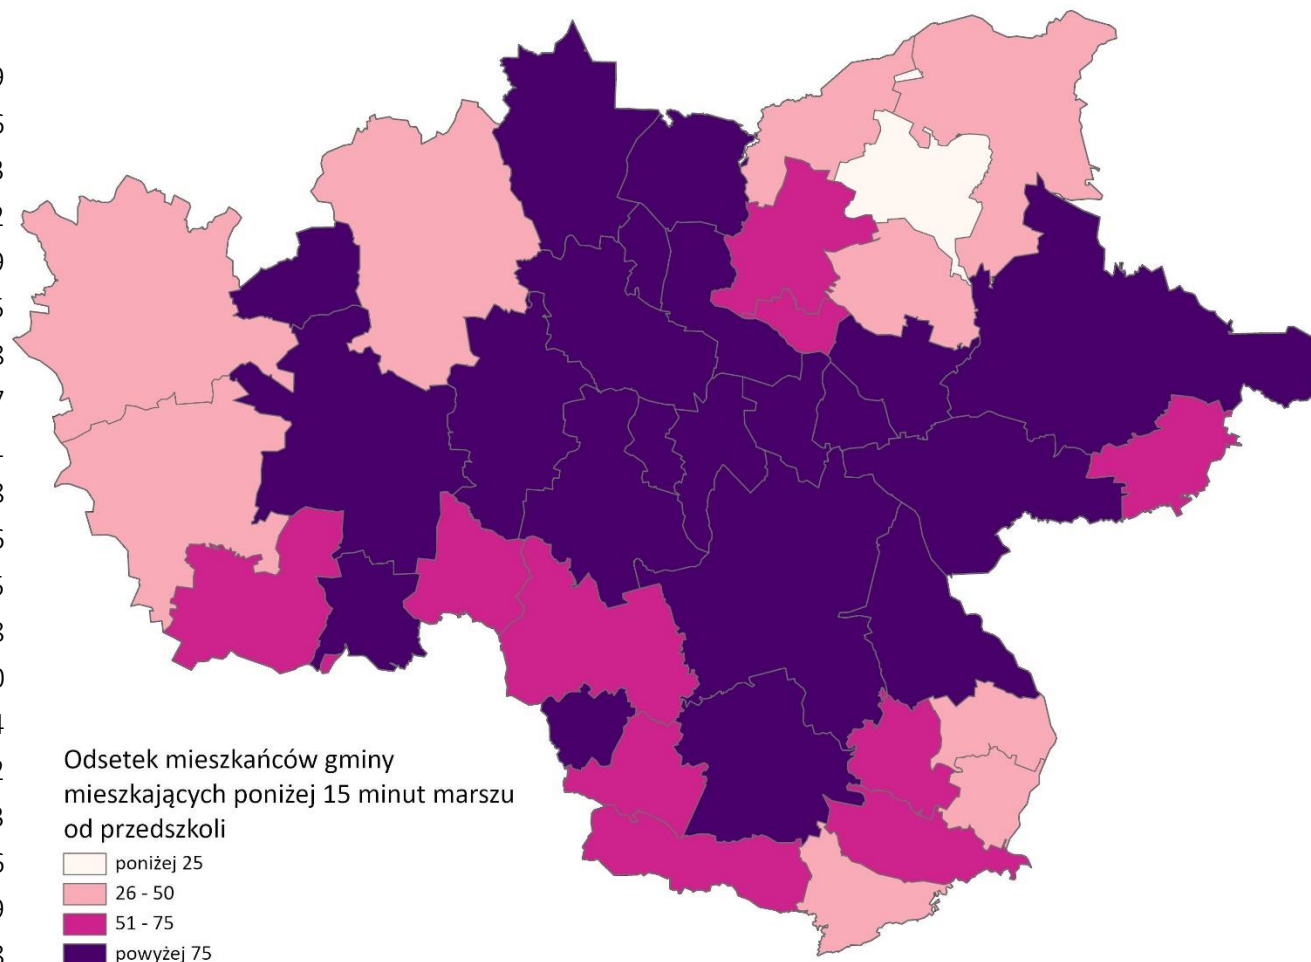 Odsetek mieszkańców gminy
mieszkających poniżej 15 minut marszu
od przedszkoli
poniżej 25
26 - 50
51 - 75
powyżej 75